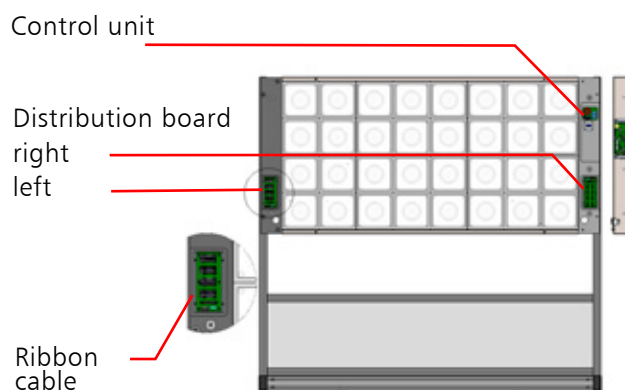 Control unit
Distribution board
right
left
Ribbon
cable